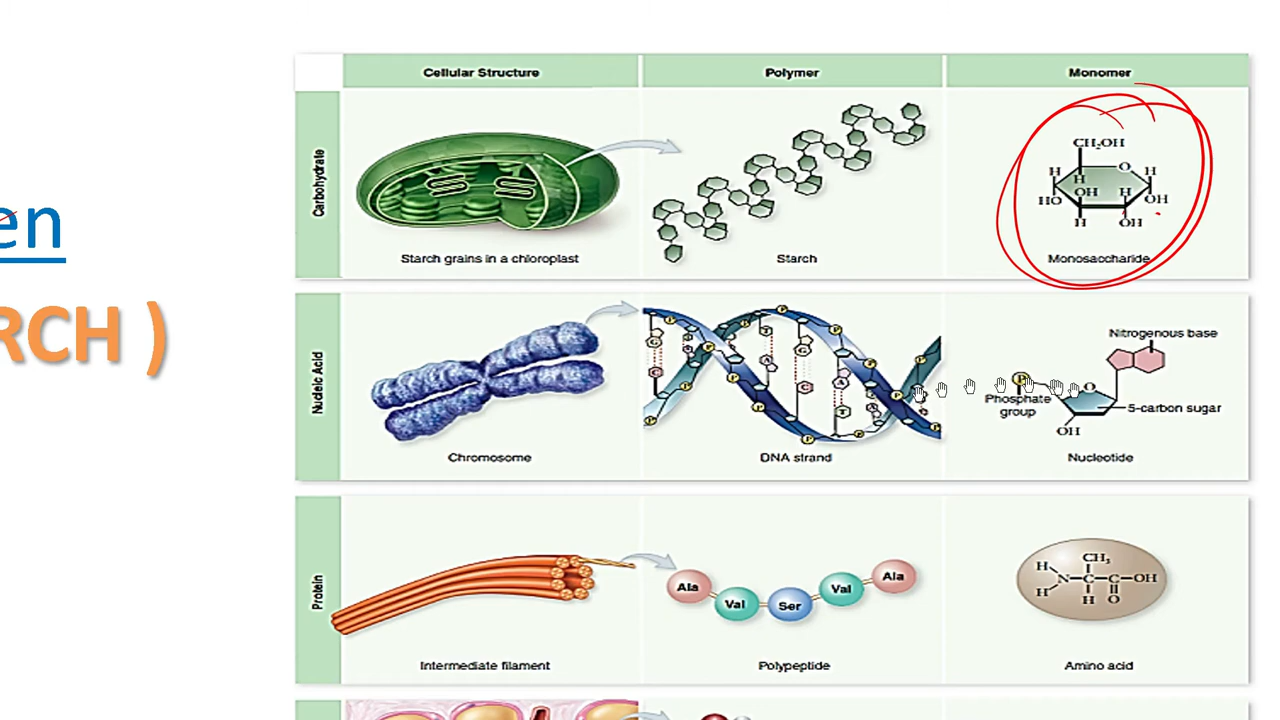 en
RCH )
Cellular Structure Polymer Monomer
Carbohydrate
CH₂OH
O
H H H
OH H
HO OH
H OH
Starch grains in a chloroplast Starch Monosaccharide
Nucleic Acid
Nitrogenous base
P
O
Phosphate group
5-carbon sugar
OH
P P P P P P P P P
G C A T G C A T
Chromosome DNA strand Nucleotide
Protein
Ala Val Ser Val Ala
CH₃
H
N C C OH
H H O
Intermediate filament Polypeptide Amino acid